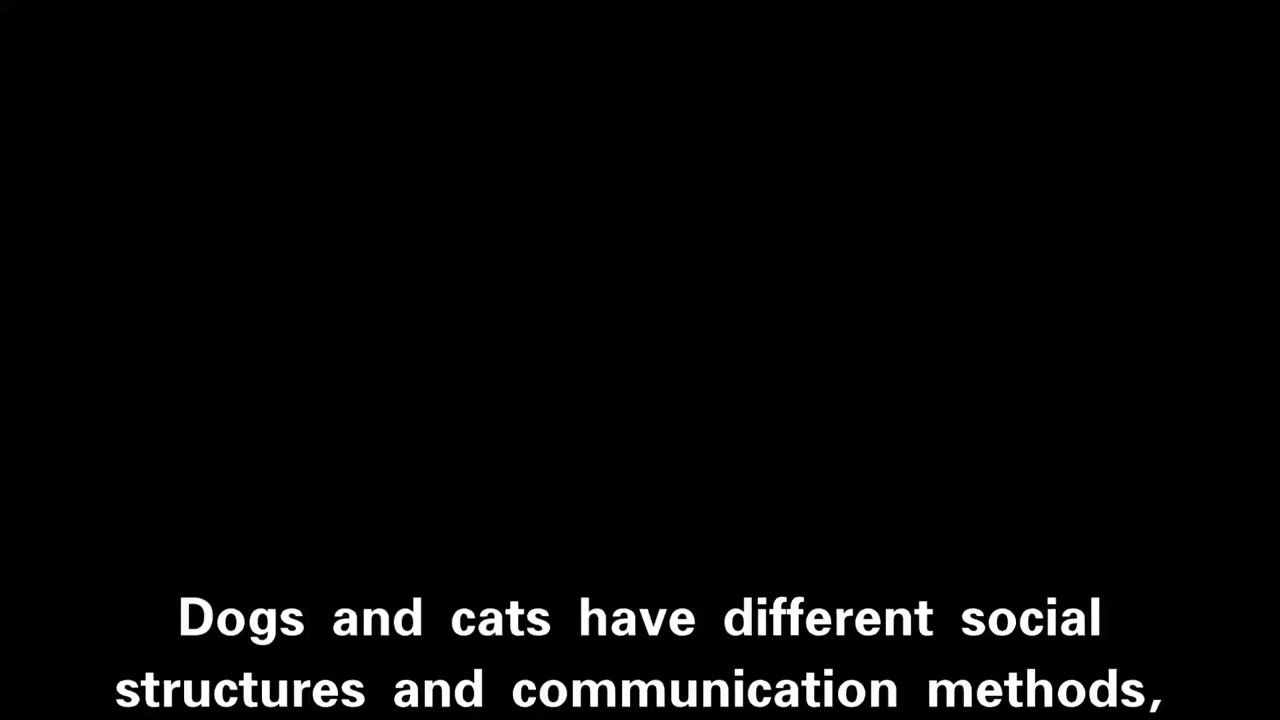 Dogs and cats have different social
structures and communication methods,